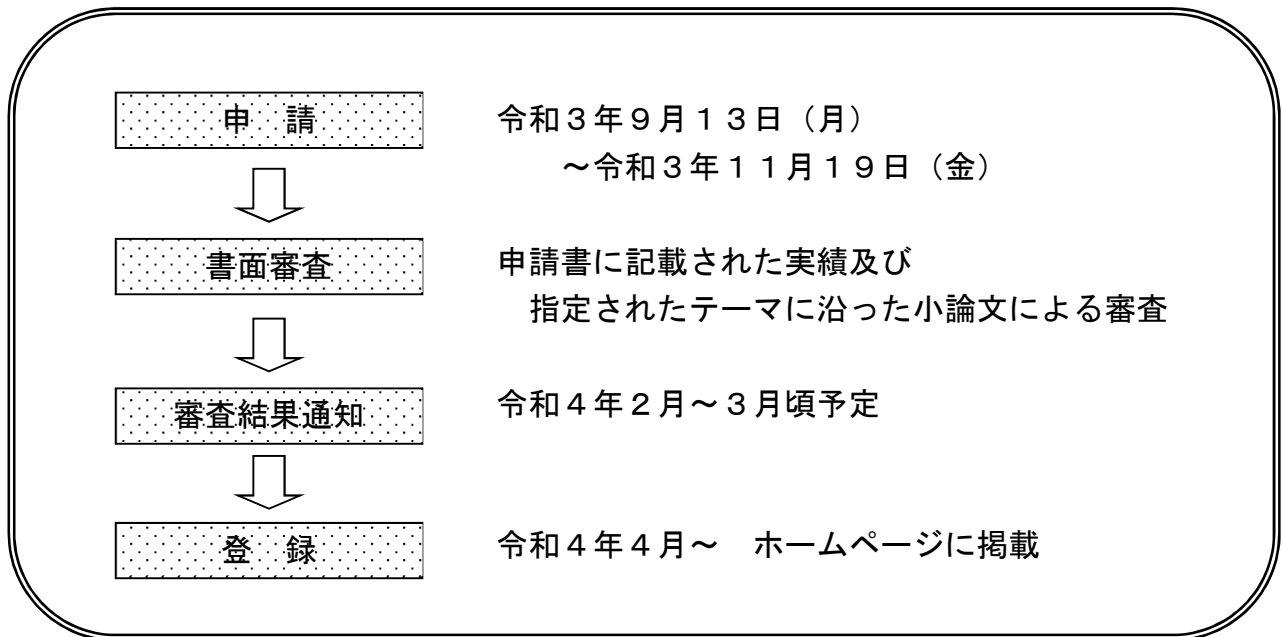 申　請
令和３年９月１３日（月）
～令和３年１１月１９日（金）
書面審査
申請書に記載された実績及び
指定されたテーマに沿った小論文による審査
審査結果通知
令和４年２月～３月頃予定
登　録
令和４年４月～　ホームページに掲載